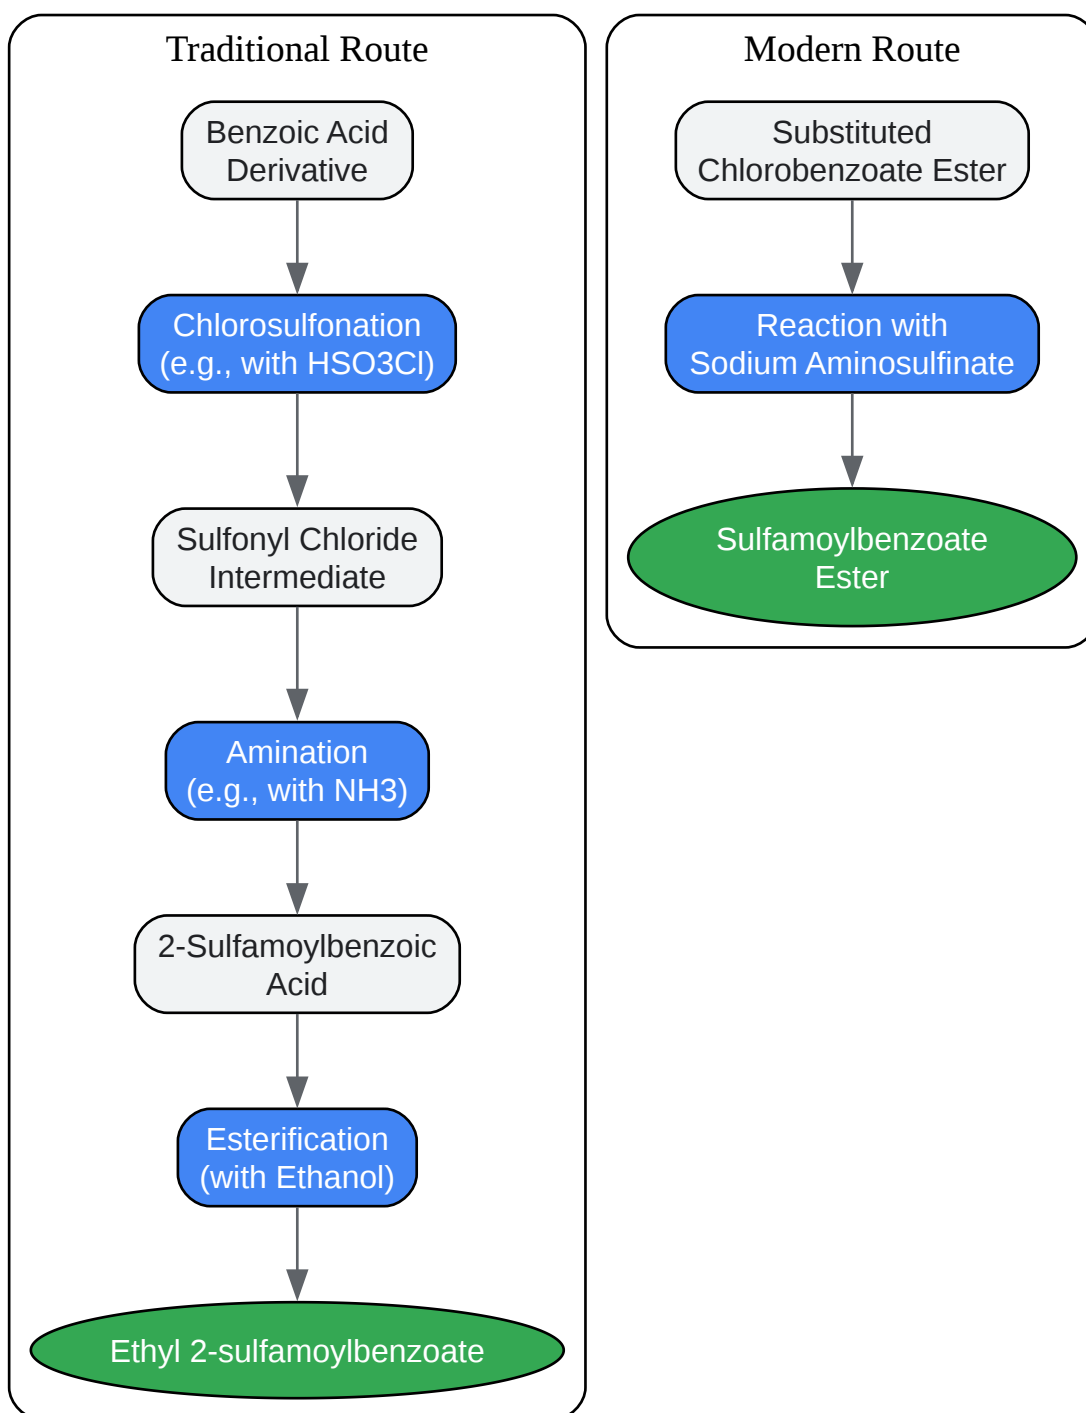 Traditional Route
Benzoic Acid
Derivative
Chlorosulfonation
(e.g., with HSO3Cl)
Sulfonyl Chloride
Intermediate
Amination
(e.g., with NH3)
2-Sulfamoylbenzoic
Acid
Esterification
(with Ethanol)
Ethyl 2-sulfamoylbenzoate
Modern Route
Substituted
Chlorobenzoate Ester
Reaction with
Sodium Aminosulfinate
Sulfamoylbenzoate
Ester